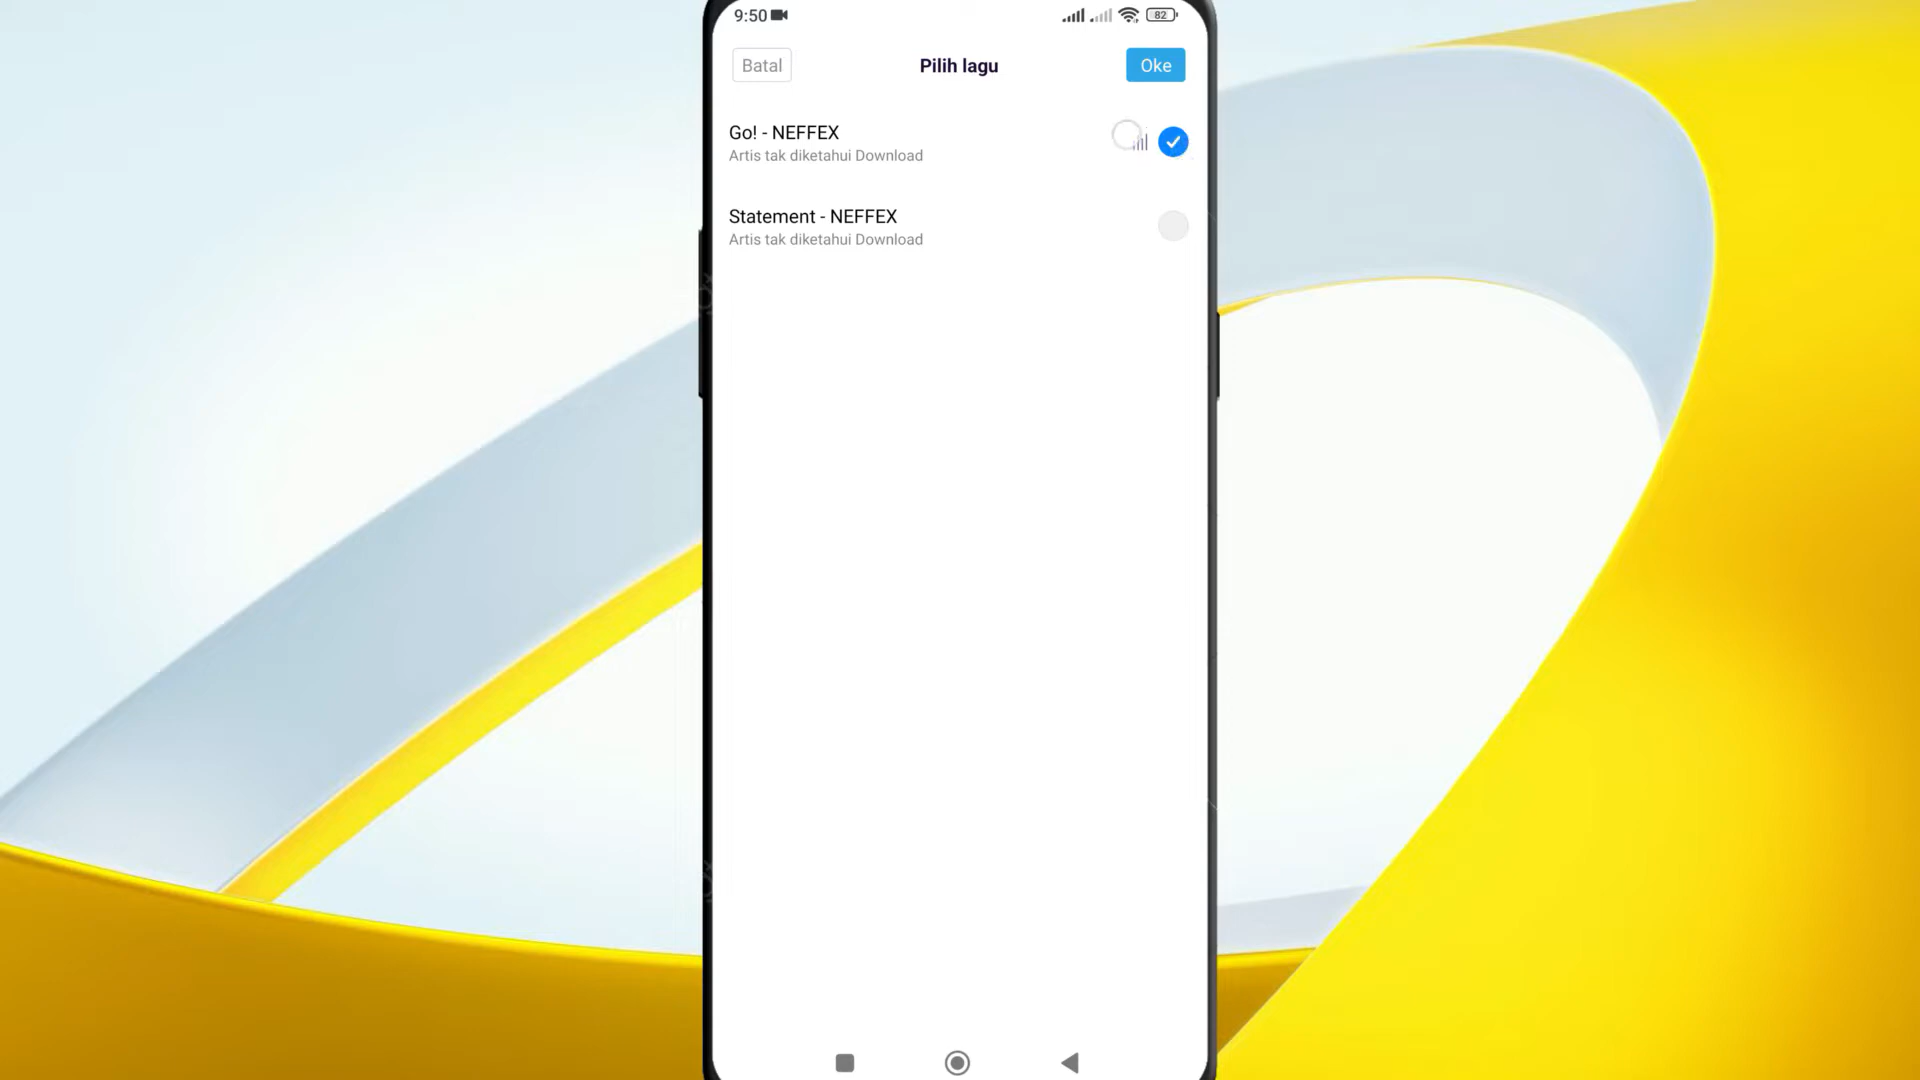 9:50
82
Batal
Pilih lagu
Oke
Go! - NEFFEX
Artis tak diketahui Download
Statement - NEFFEX
Artis tak diketahui Download